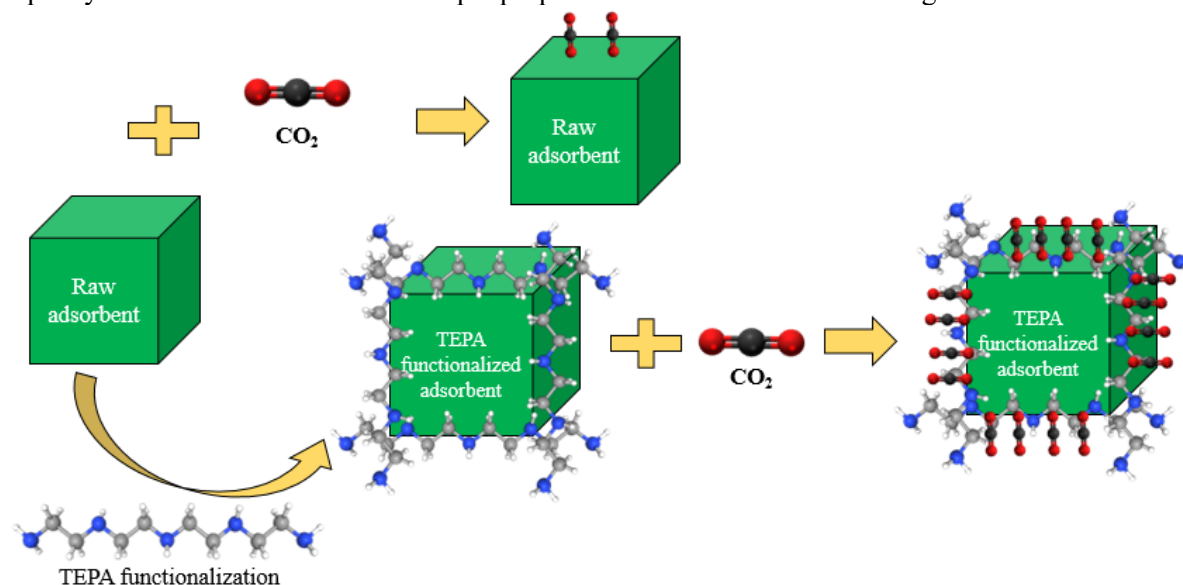 CO₂
Raw
adsorbent
Raw
adsorbent
TEPA
functionalized
adsorbent
CO₂
TEPA
functionalized
adsorbent
TEPA functionalization